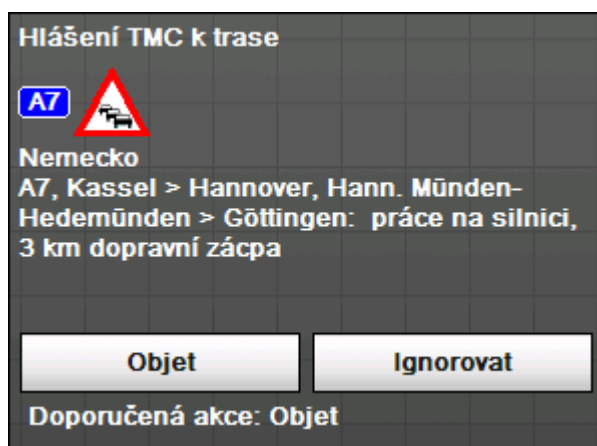 Hlášení TMC k trase
A7
Nemecko
A7, Kassel > Hannover, Hann. Münden-
Hedemünden > Göttingen: práce na silnici,
3 km dopravní zácpa
Objet Ignorovat
Doporučená akce: Objet